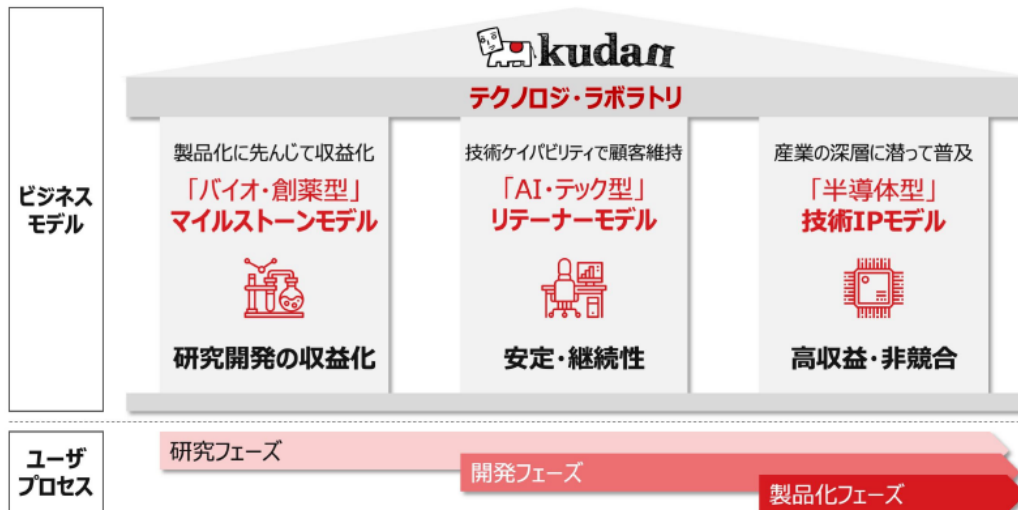 kudan
テクノロジ・ラボラトリ
ビジネス
モデル
製品化に先んじて収益化
「バイオ・創薬型」
マイルストーンモデル
研究開発の収益化
技術ケイパビリティで顧客維持
「AI・テック型」
リテーナーモデル
安定・継続性
産業の深層に潜って普及
「半導体型」
技術IPモデル
高収益・非競合
ユーザ
プロセス
研究フェーズ
開発フェーズ
製品化フェーズ